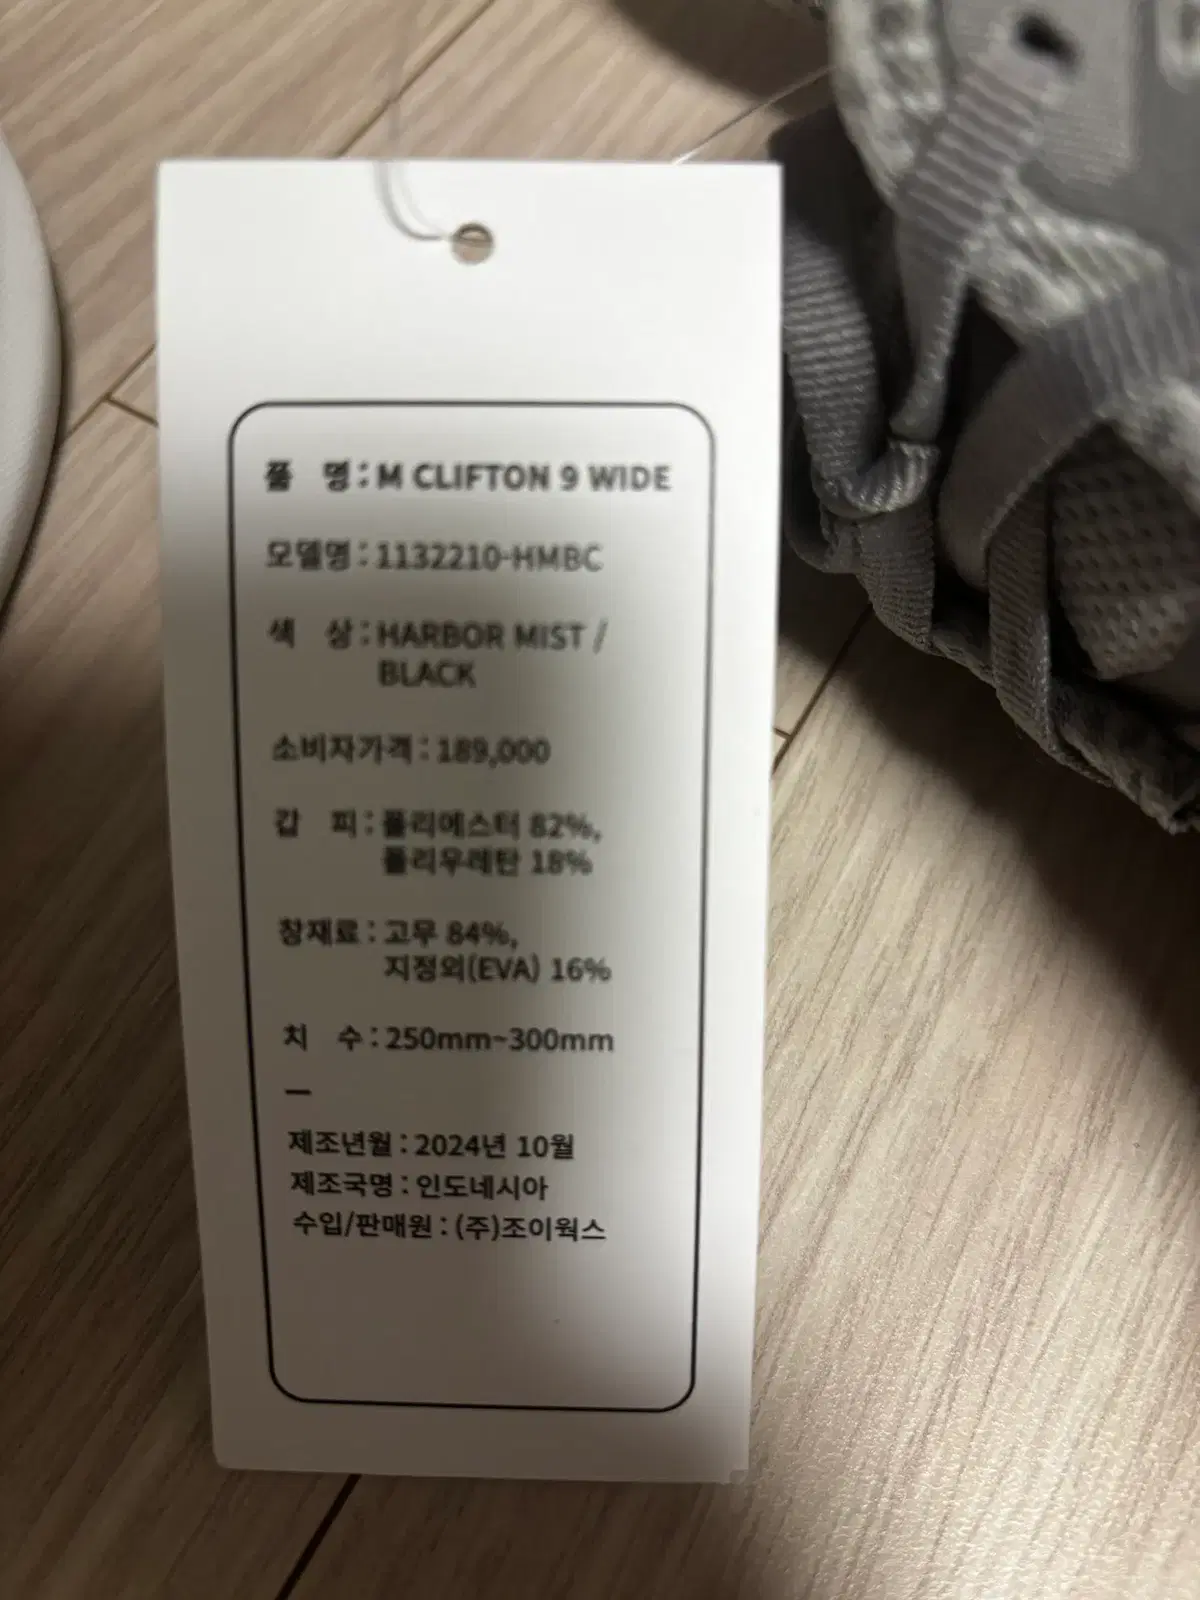 품 명 : M CLIFTON 9 WIDE
모델명 : 1132210-HMBC
색 상 : HARBOR MIST /
BLACK
소비자가격 : 189,000
갑 피 : 폴리에스터 82%,
폴리우레탄 18%
창재료 : 고무 84%,
지정외(EVA) 16%
치 수 : 250mm~300mm
—
제조년월 : 2024년 10월
제조국명 : 인도네시아
수입/판매원 : (주)조이웍스